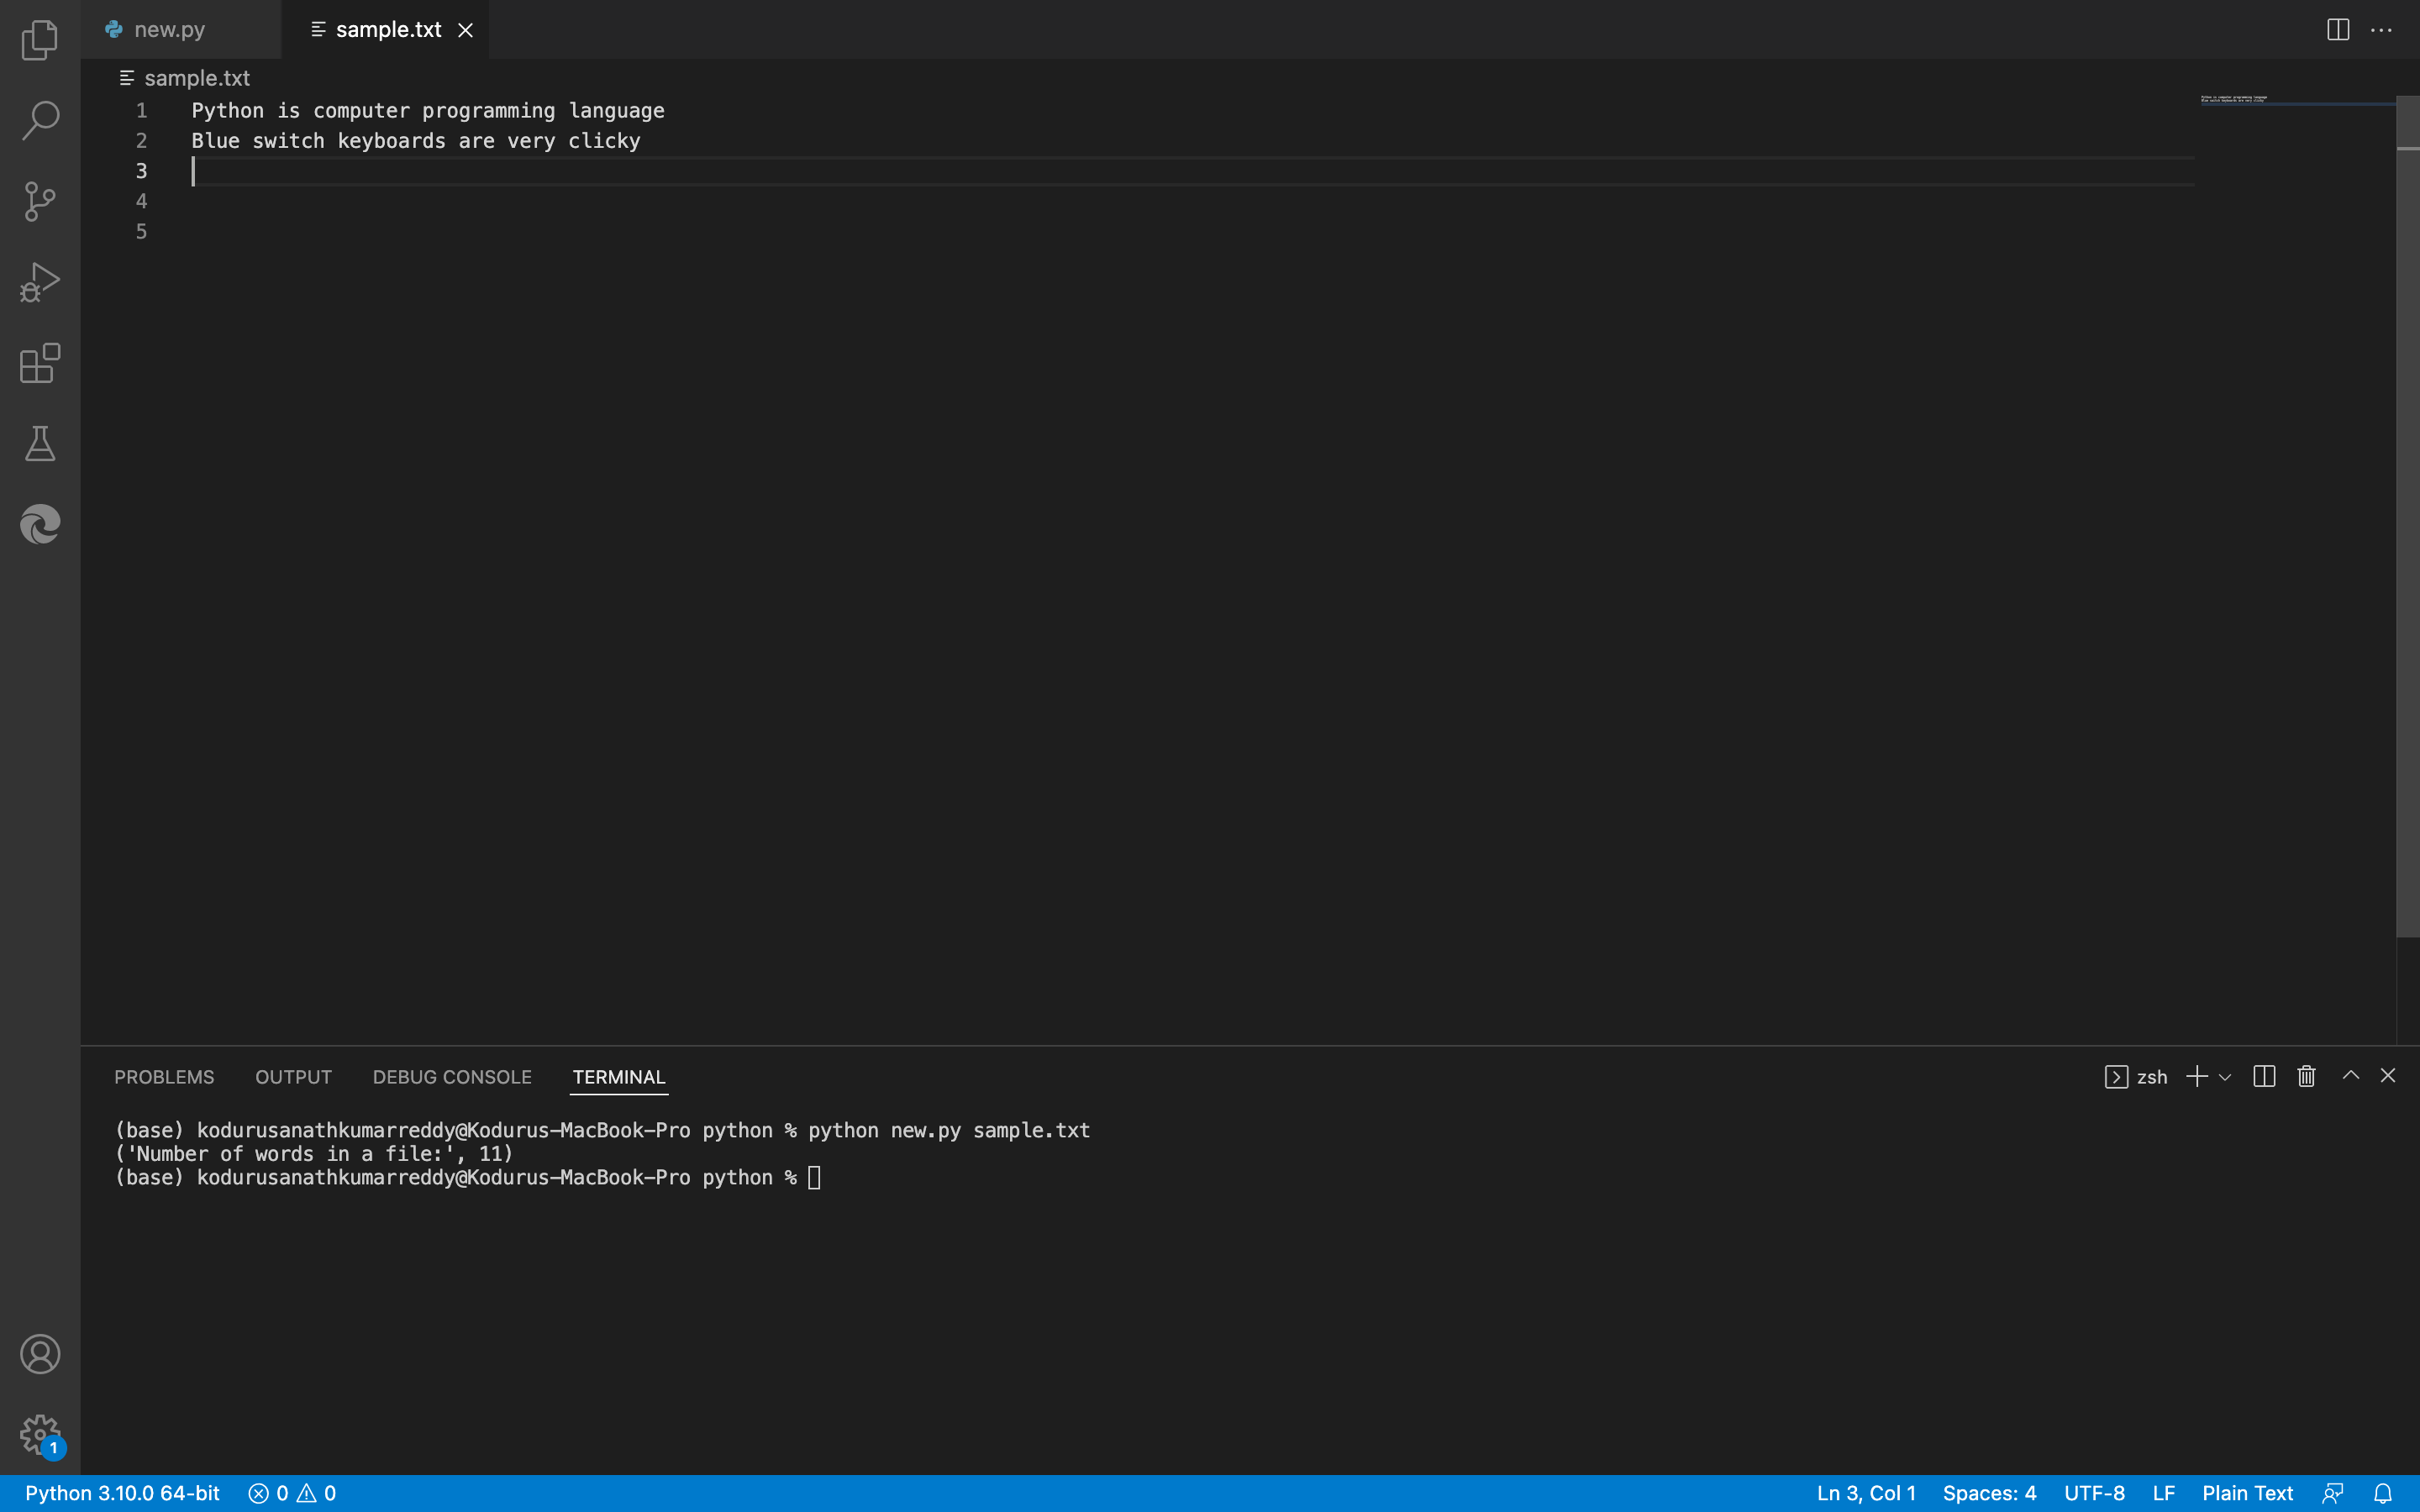 new.py
sample.txt
sample.txt
1 Python is computer programming language
2 Blue switch keyboards are very clicky
3
4
5
PROBLEMS OUTPUT DEBUG CONSOLE TERMINAL zsh
(base) kodurusanathkumarreddy@Kodurus-MacBook-Pro python % python new.py sample.txt
('Number of words in a file:', 11)
(base) kodurusanathkumarreddy@Kodurus-MacBook-Pro python %
1
Python 3.10.0 64-bit 0 0 Ln 3, Col 1 Spaces: 4 UTF-8 LF Plain Text